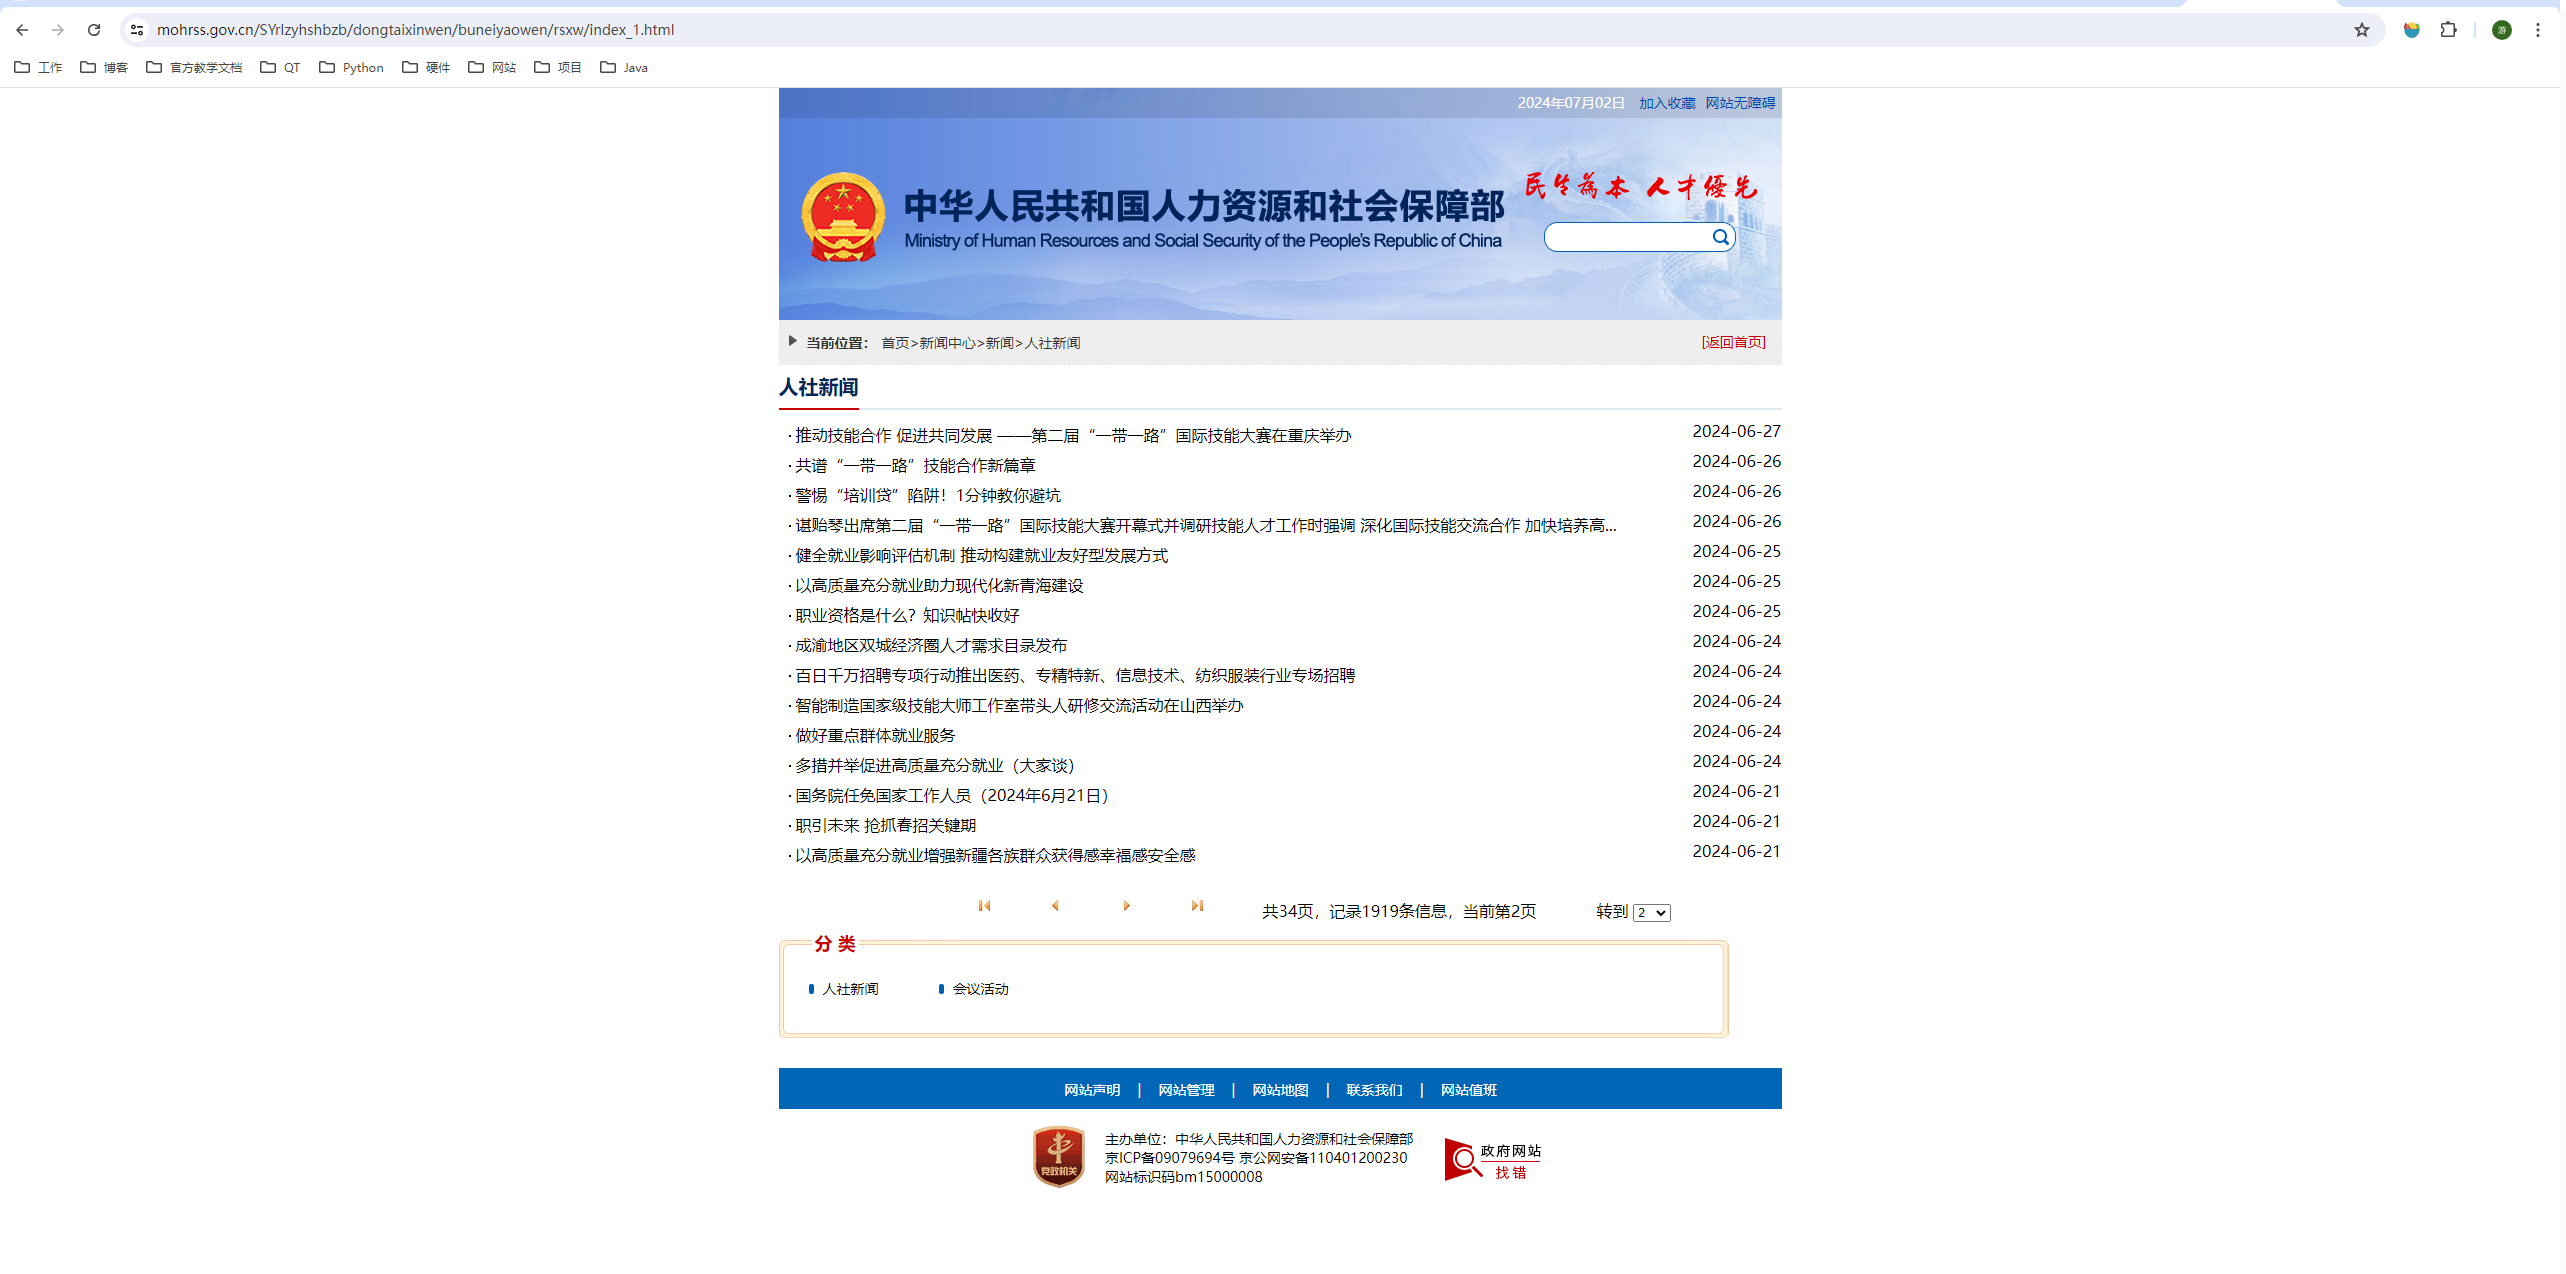 mohrss.gov.cn/SYrlzyhshbzb/dongtaixinwen/buneiyaowen/rsxw/index_1.html
游
工作 博客 官方教学文档 QT Python 硬件 网站 项目 Java
2024年07月02日 加入收藏 网站无障碍
民生為本 人才優先
中华人民共和国人力资源和社会保障部
Ministry of Human Resources and Social Security of the People's Republic of China
当前位置： 首页>新闻中心>新闻>人社新闻 [返回首页]
人社新闻
· 推动技能合作 促进共同发展 ——第二届“一带一路”国际技能大赛在重庆举办 2024-06-27
· 共谱“一带一路”技能合作新篇章 2024-06-26
· 警惕“培训贷”陷阱！1分钟教你避坑 2024-06-26
· 谌贻琴出席第二届“一带一路”国际技能大赛开幕式并调研技能人才工作时强调 深化国际技能交流合作 加快培养高... 2024-06-26
· 健全就业影响评估机制 推动构建就业友好型发展方式 2024-06-25
· 以高质量充分就业助力现代化新青海建设 2024-06-25
· 职业资格是什么？知识帖快收好 2024-06-25
· 成渝地区双城经济圈人才需求目录发布 2024-06-24
· 百日千万招聘专项行动推出医药、专精特新、信息技术、纺织服装行业专场招聘 2024-06-24
· 智能制造国家级技能大师工作室带头人研修交流活动在山西举办 2024-06-24
· 做好重点群体就业服务 2024-06-24
· 多措并举促进高质量充分就业（大家谈） 2024-06-24
· 国务院任免国家工作人员（2024年6月21日） 2024-06-21
· 职引未来 抢抓春招关键期 2024-06-21
· 以高质量充分就业增强新疆各族群众获得感幸福感安全感 2024-06-21
共34页，记录1919条信息，当前第2页 转到 2
分 类
人社新闻 会议活动
网站声明 | 网站管理 | 网站地图 | 联系我们 | 网站值班
党政机关
主办单位：中华人民共和国人力资源和社会保障部
京ICP备09079694号 京公网安备110401200230
网站标识码bm15000008
政府网站
找错